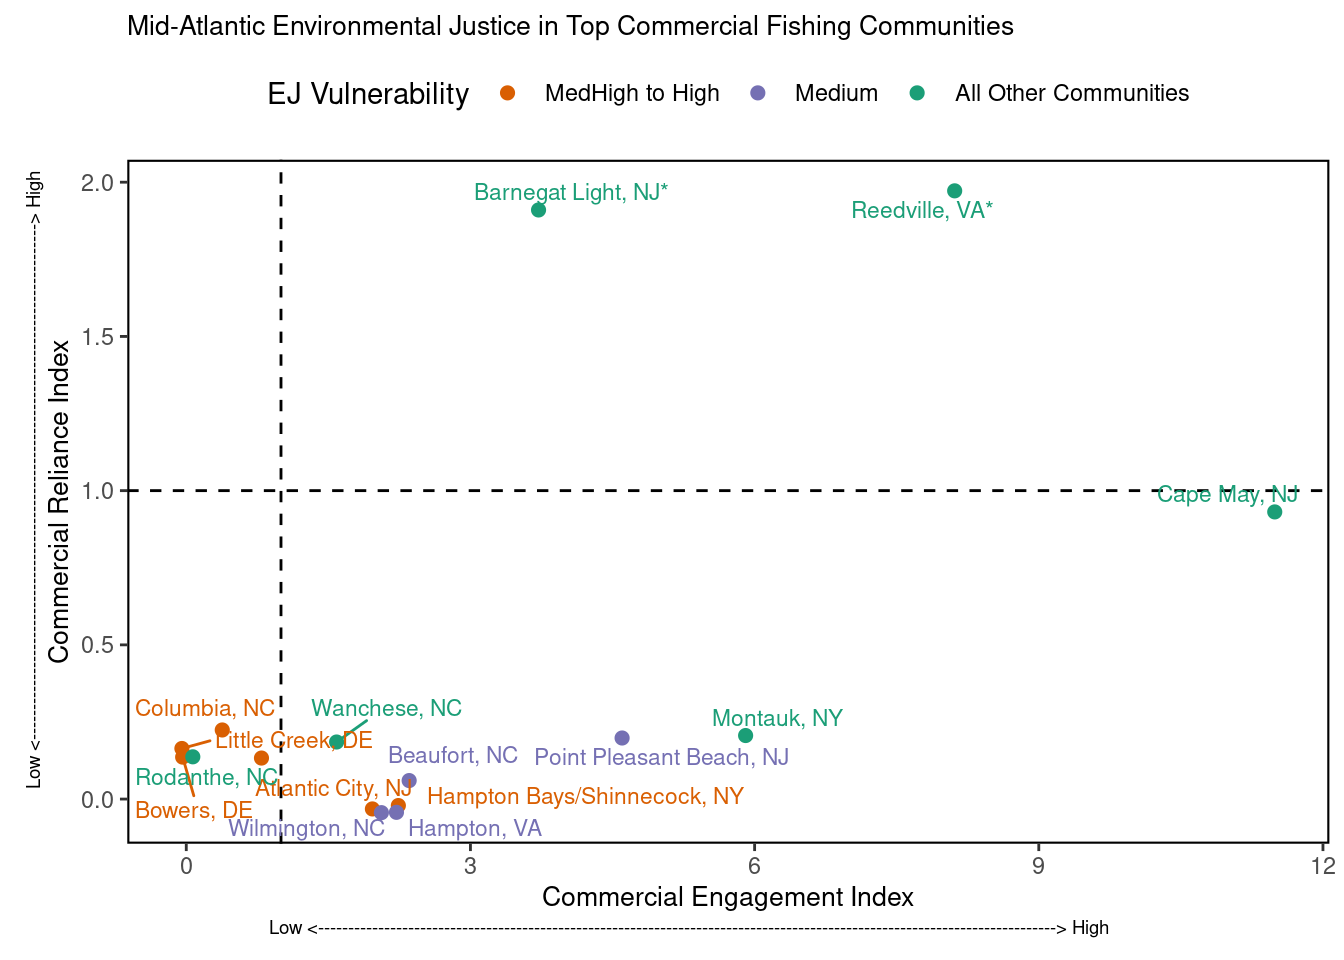 Mid-Atlantic Environmental Justice in Top Commercial Fishing Communities
EJ Vulnerability MedHigh to High Medium All Other Communities
Commercial Reliance Index
Low <----------------------------------------------------------------------------------> High
2.0
1.5
1.0
0.5
0.0
Barnegat Light, NJ*
Reedville, VA*
Cape May, NJ
Columbia, NC
Wanchese, NC
Montauk, NY
Little Creek, DE
Beaufort, NC
Point Pleasant Beach, NJ
Rodanthe, NC
Atlantic City, NJ
Hampton Bays/Shinnecock, NY
Bowers, DE
Wilmington, NC
Hampton, VA
0 3 6 9 12
Commercial Engagement Index
Low <----------------------------------------------------------------------------------------------------------------------------> High